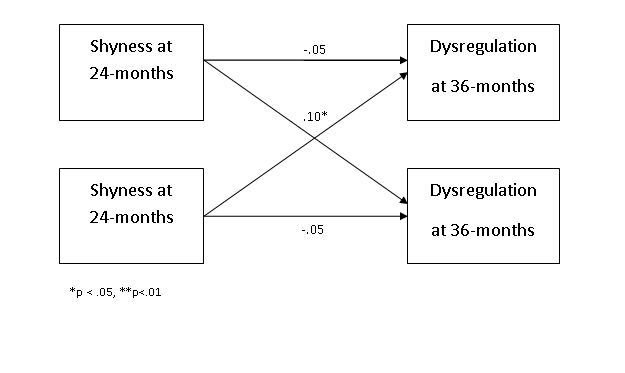 Shyness at
24-months
-.05
Dysregulation
at 36-months
.10*
Shyness at
24-months
-.05
Dysregulation
at 36-months
*p < .05, **p<.01